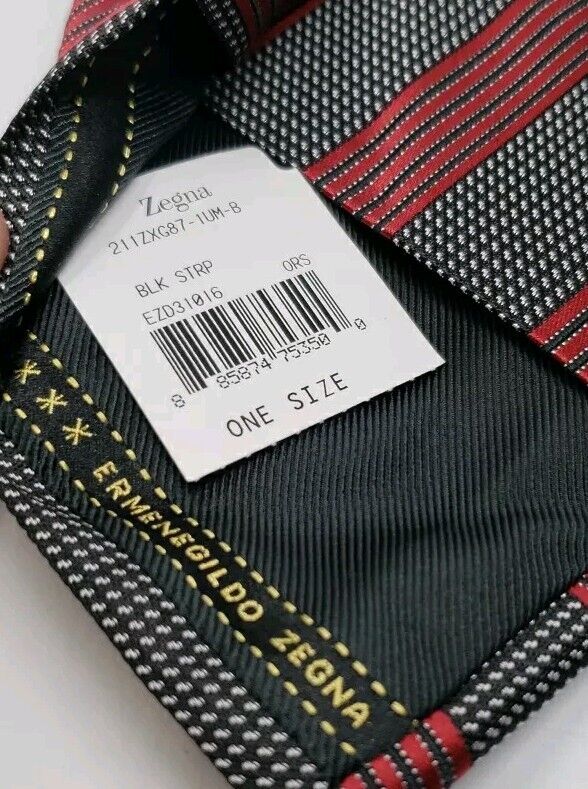 Zegna
211ZXG87-1UM-B
BLK STRP ORS
EZD31016
8 85874 75350 0
ONE SIZE
*** ERMENEGILDO ZEGNA